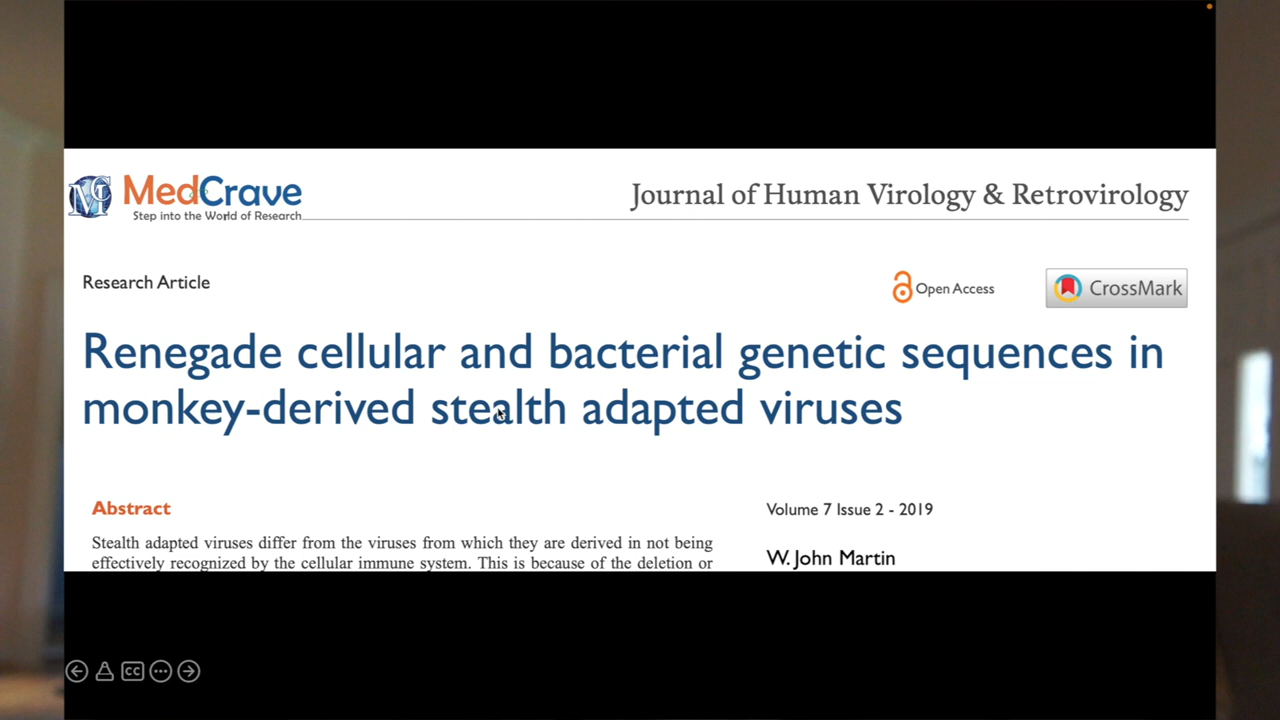 MedCrave
Step into the World of Research
Journal of Human Virology & Retrovirology
Research Article
Open Access
CrossMark
Renegade cellular and bacterial genetic sequences in
monkey-derived stealth adapted viruses
Abstract
Volume 7 Issue 2 - 2019
Stealth adapted viruses differ from the viruses from which they are derived in not being
effectively recognized by the cellular immune system. This is because of the deletion or
W. John Martin
CC